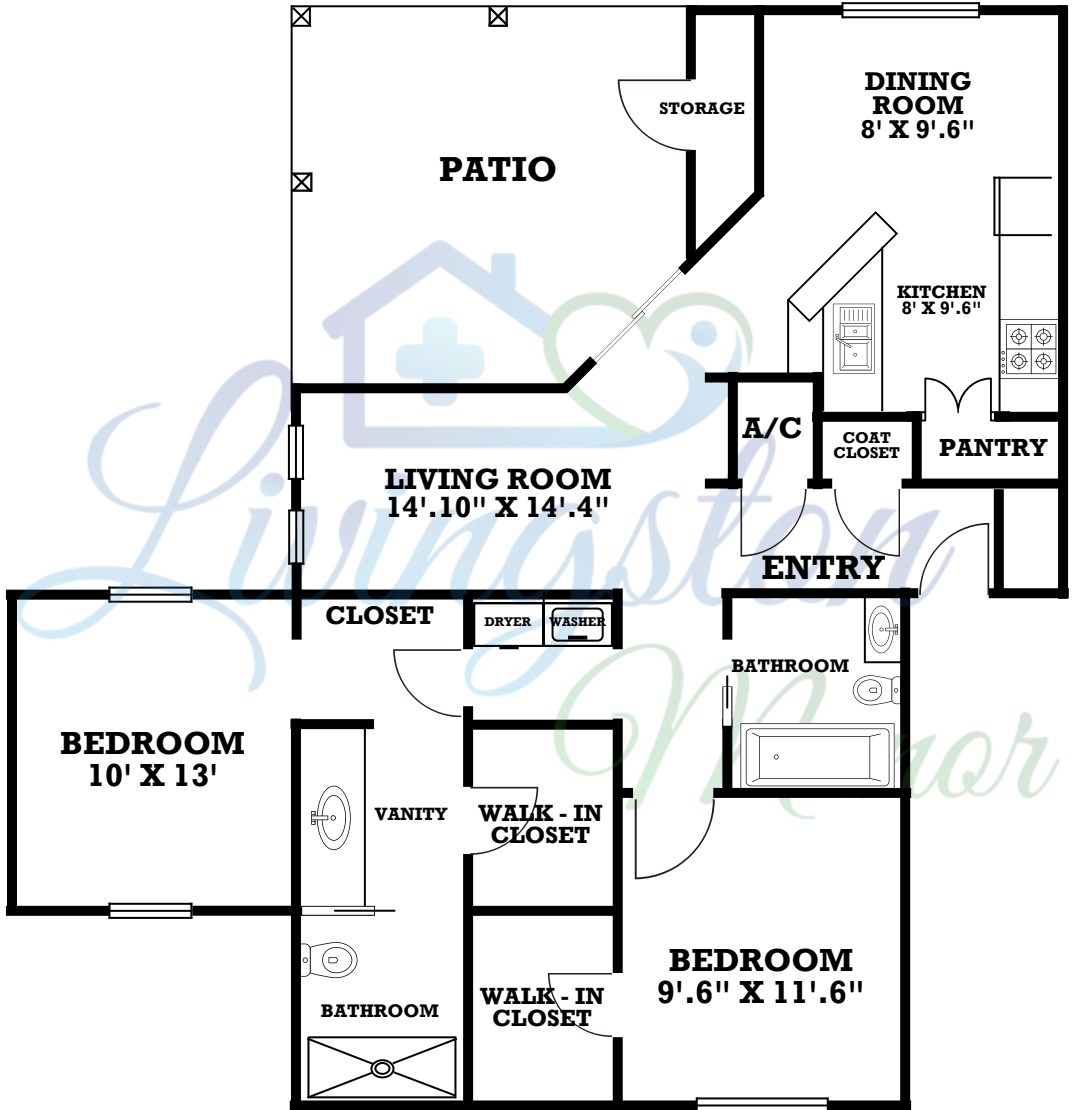 DINING
ROOM
8' X 9'.6"
STORAGE
PATIO
KITCHEN
8' X 9'.6"
A/C
COAT
CLOSET
PANTRY
LIVING ROOM
14'.10" X 14'.4"
ENTRY
CLOSET
DRYER
WASHER
BATHROOM
BEDROOM
10' X 13'
VANITY
WALK - IN
CLOSET
BEDROOM
9'.6" X 11'.6"
WALK - IN
CLOSET
BATHROOM
Livingston
Manor